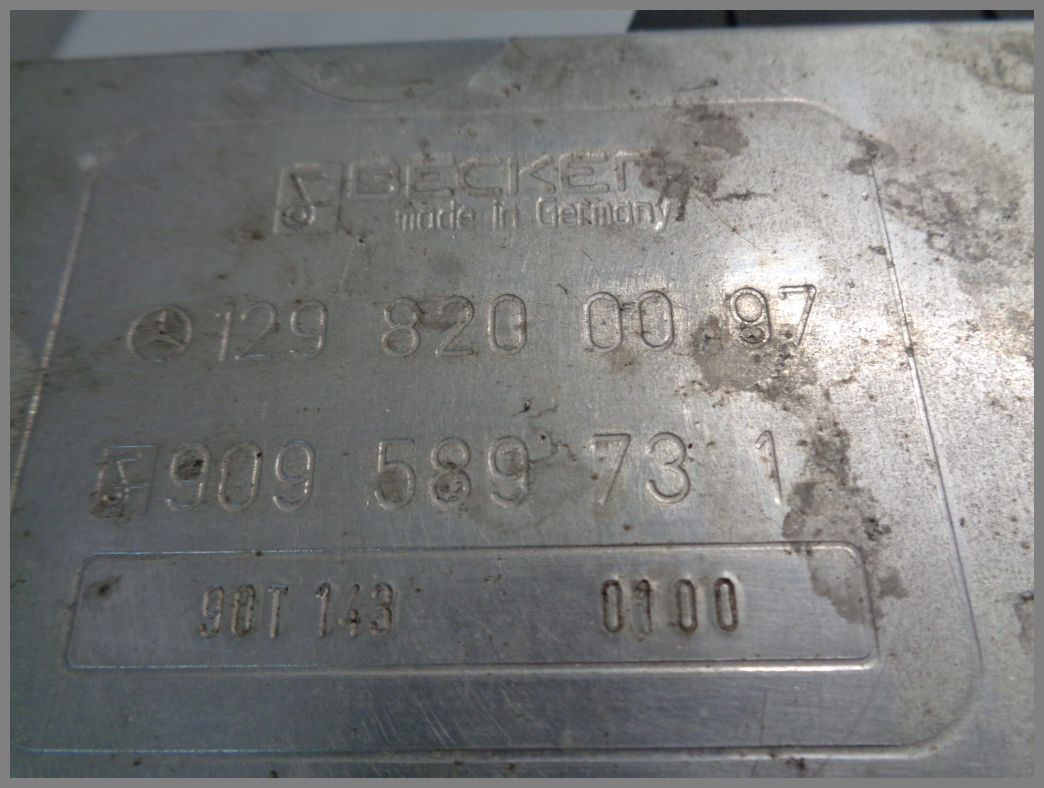 BECKER
made in Germany
129 820 00 97
909 589 73 1
90T 143 0100